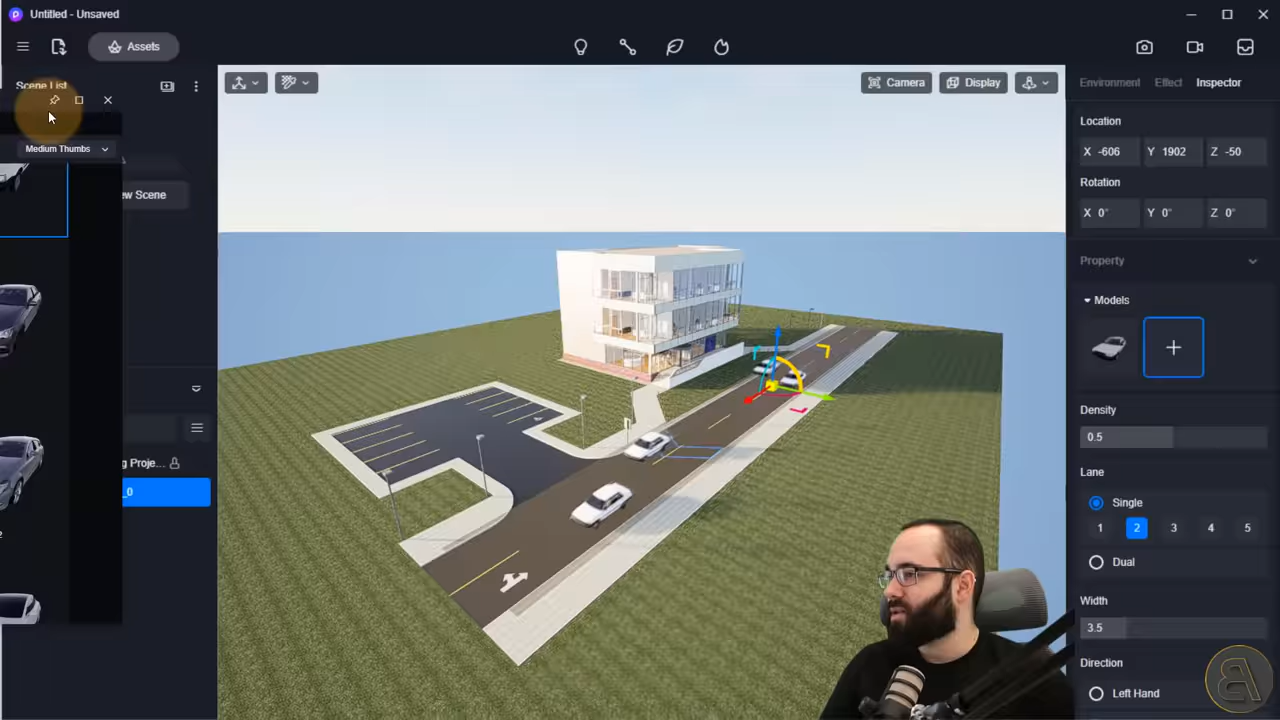 Untitled - Unsaved
Assets
Scene List
Camera
Display
Environment
Effect
Inspector
Medium Thumbs
Location
X -606
Y 1902
Z -50
ew Scene
Rotation
X 0°
Y 0°
Z 0°
Property
Models
Density
0.5
Lane
g Proje...
_0
Single
1
2
3
4
5
Dual
Width
3.5
Direction
Left Hand